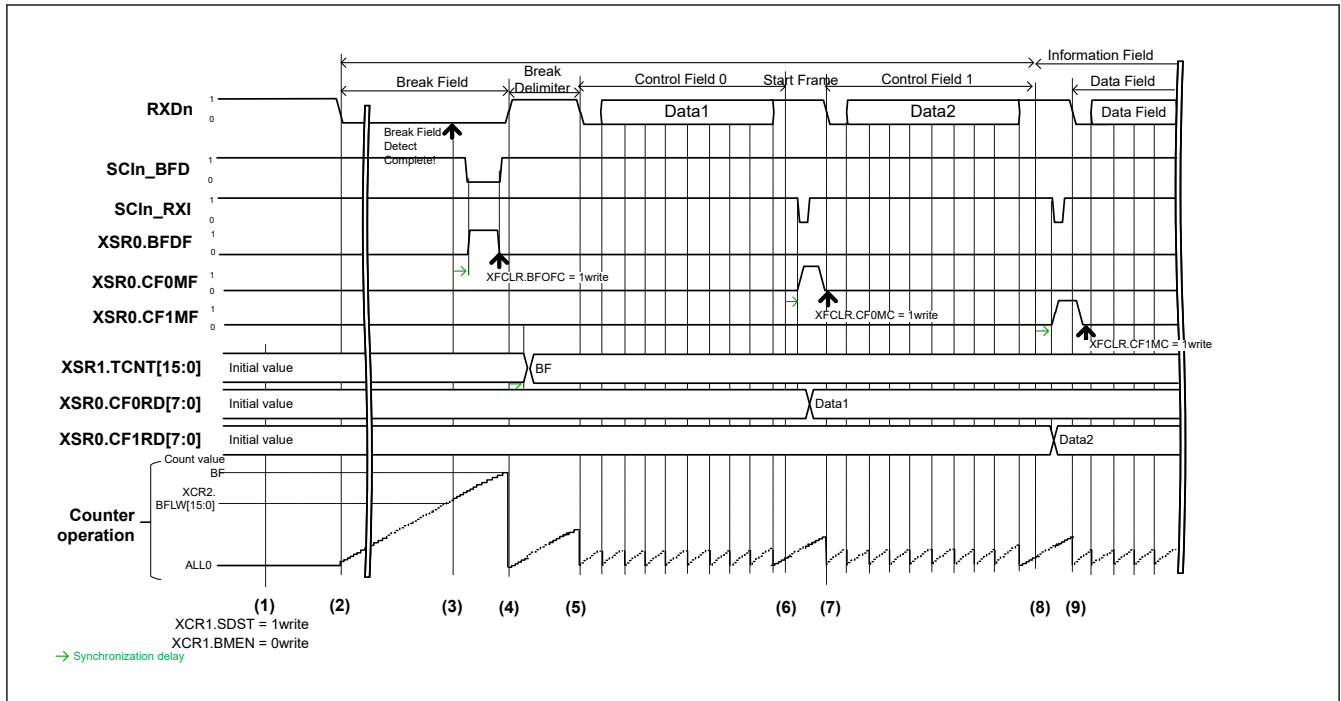 Information Field
Break Field
Break
Delimiter
Control Field 0
Start Frame
Control Field 1
Data Field
RXDn
1
0
Data1
Data2
Data Field
Break Field
Detect
Complete!
SCIn_BFD
1
0
SCIn_RXI
1
0
XSR0.BFDF
1
0
XFCLR.BFOFC = 1write
XSR0.CF0MF
1
0
XFCLR.CF0MC = 1write
XSR0.CF1MF
1
0
XFCLR.CF1MC = 1write
XSR1.TCNT[15:0]
Initial value
BF
XSR0.CF0RD[7:0]
Initial value
Data1
XSR0.CF1RD[7:0]
Initial value
Data2
Count value
BF
XCR2.
BFLW[15:0]
Counter
operation
ALL0
(1)
(2)
(3)
(4)
(5)
(6)
(7)
(8)
(9)
XCR1.SDST = 1write
XCR1.BMEN = 0write
Synchronization delay